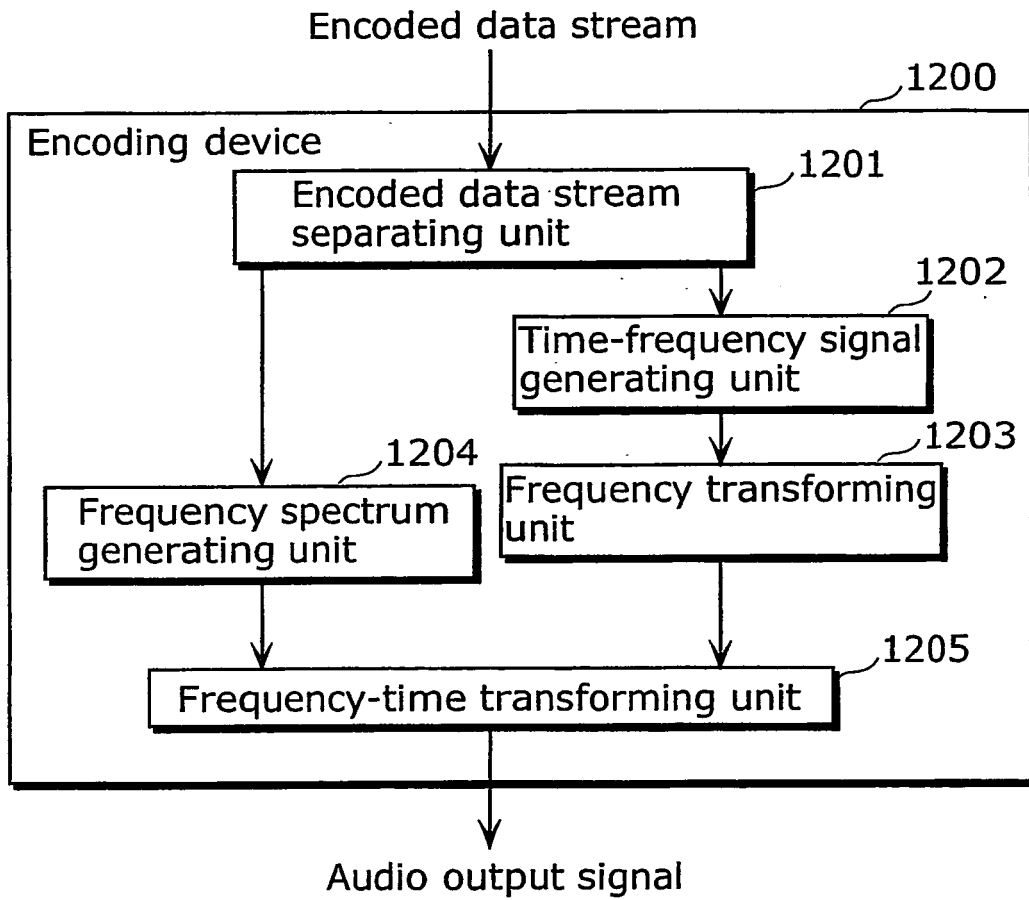 Encoded data stream
1200
Encoding device
1201
Encoded data stream
separating unit
1202
Time-frequency signal
generating unit
1203
Frequency transforming
unit
1204
Frequency spectrum
generating unit
1205
Frequency-time transforming unit
Audio output signal